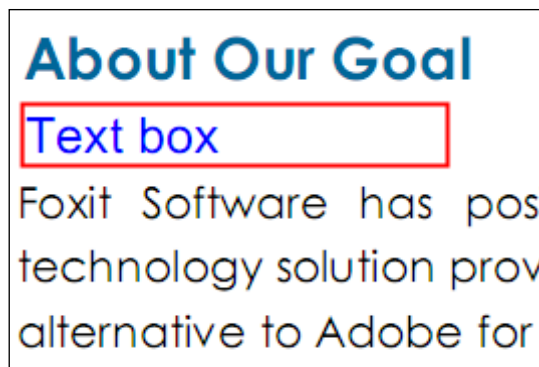 About Our Goal
Text box
Foxit Software has pos
technology solution prov
alternative to Adobe for